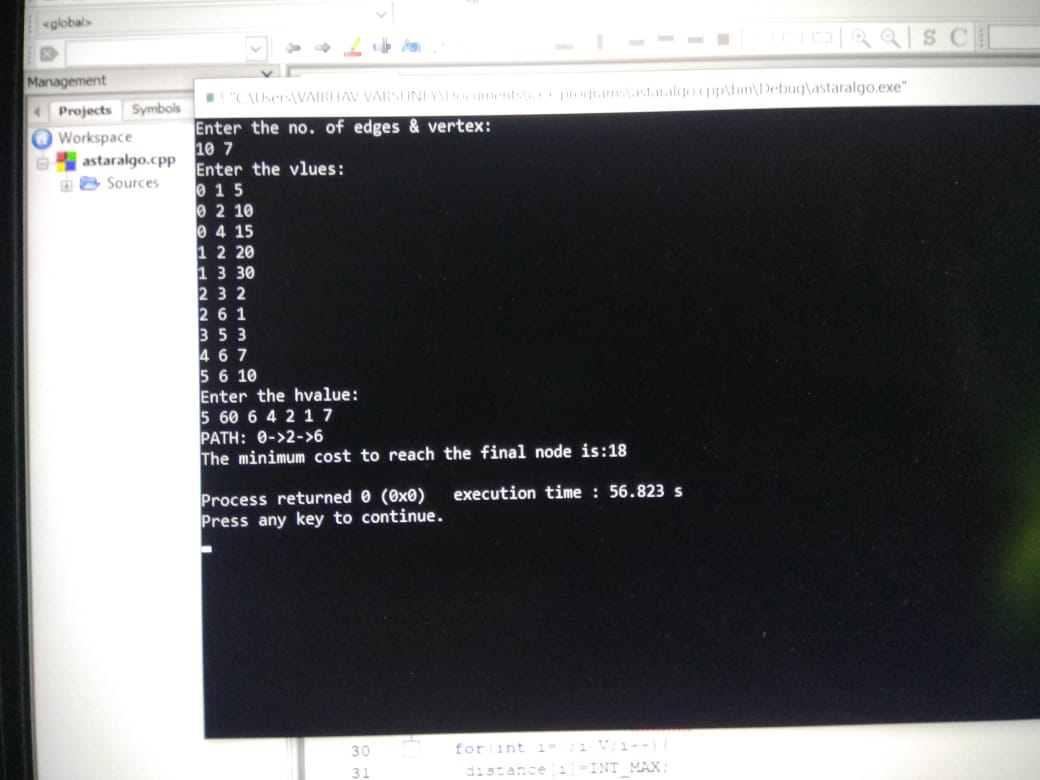 <global>
Management
Projects Symbols
Workspace
astaralgo.cpp
Sources
"C:\Users\VAIBHAV VARSHNEY\Documents\c++ programs\astaralgo.cpp\bin\Debug\astaralgo.exe"
Enter the no. of edges & vertex:
10 7
Enter the vlues:
0 1 5
0 2 10
0 4 15
1 2 20
1 3 30
2 3 2
2 6 1
3 5 3
4 6 7
5 6 10
Enter the hvalue:
5 60 6 4 2 1 7
PATH: 0->2->6
The minimum cost to reach the final node is:18
Process returned 0 (0x0) execution time : 56.823 s
Press any key to continue.
S C
30 for(int V;i++){
31 distance[i]=INT_MAX;